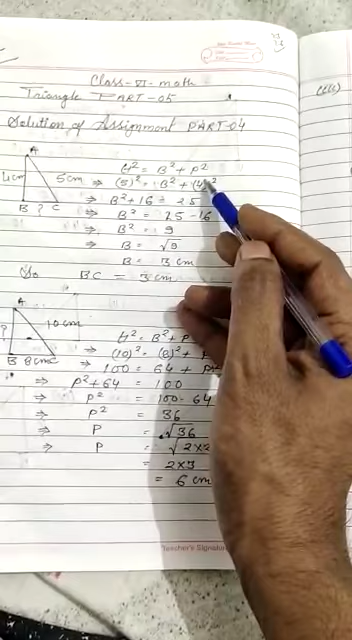 Class-VI-math
Triangle PART-05
Solution of Assignment PART-04
A
4cm
5cm
B ? C
H² = B² + P²
⇒ (5)² = B² + (4)²
⇒ B² + 16 = 25
⇒ B² = 25 - 16
⇒ B² = 9
⇒ B = √9
B = 3 cm
So BC = 3 cm
A
?
10cm
B 8cm C
H² = B² + P
⇒ (10)² = (8)² +
⇒ 100 = 64 + P²
⇒ P² + 64 = 100
⇒ P² = 100 - 64
⇒ P² = 36
⇒ P = √36
⇒ P = √2×2
= 2×3
= 6 cm
Teacher's Signatur